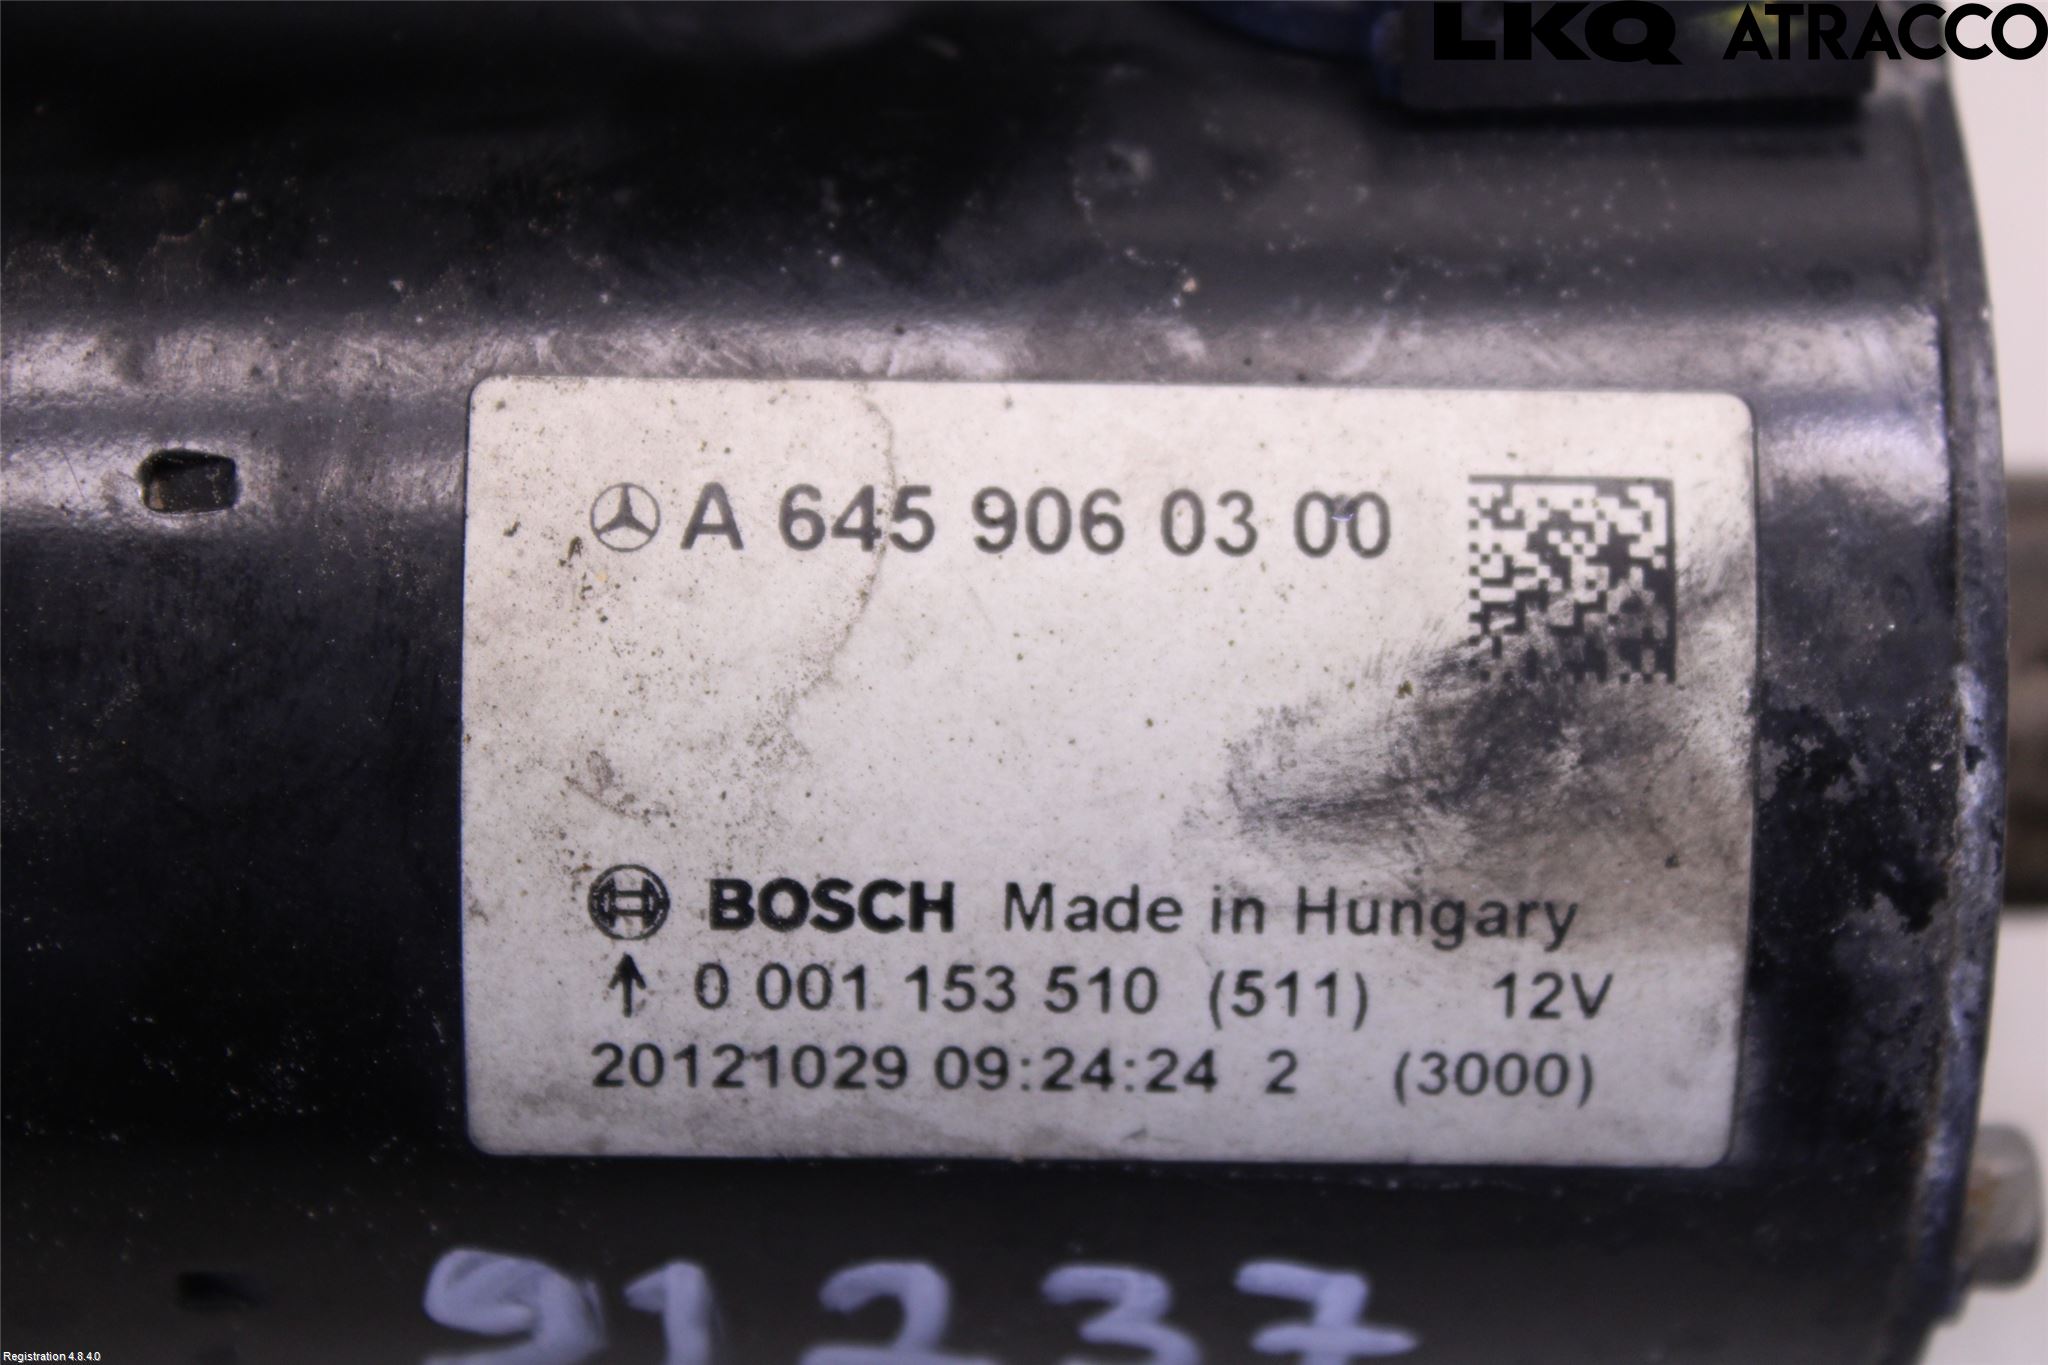 LKQ ATRACCO
A 645 906 03 00
BOSCH Made in Hungary
↑ 0 001 153 510 (511) 12V
20121029 09:24:24 2 (3000)
91237
Registration 4.8.4.0